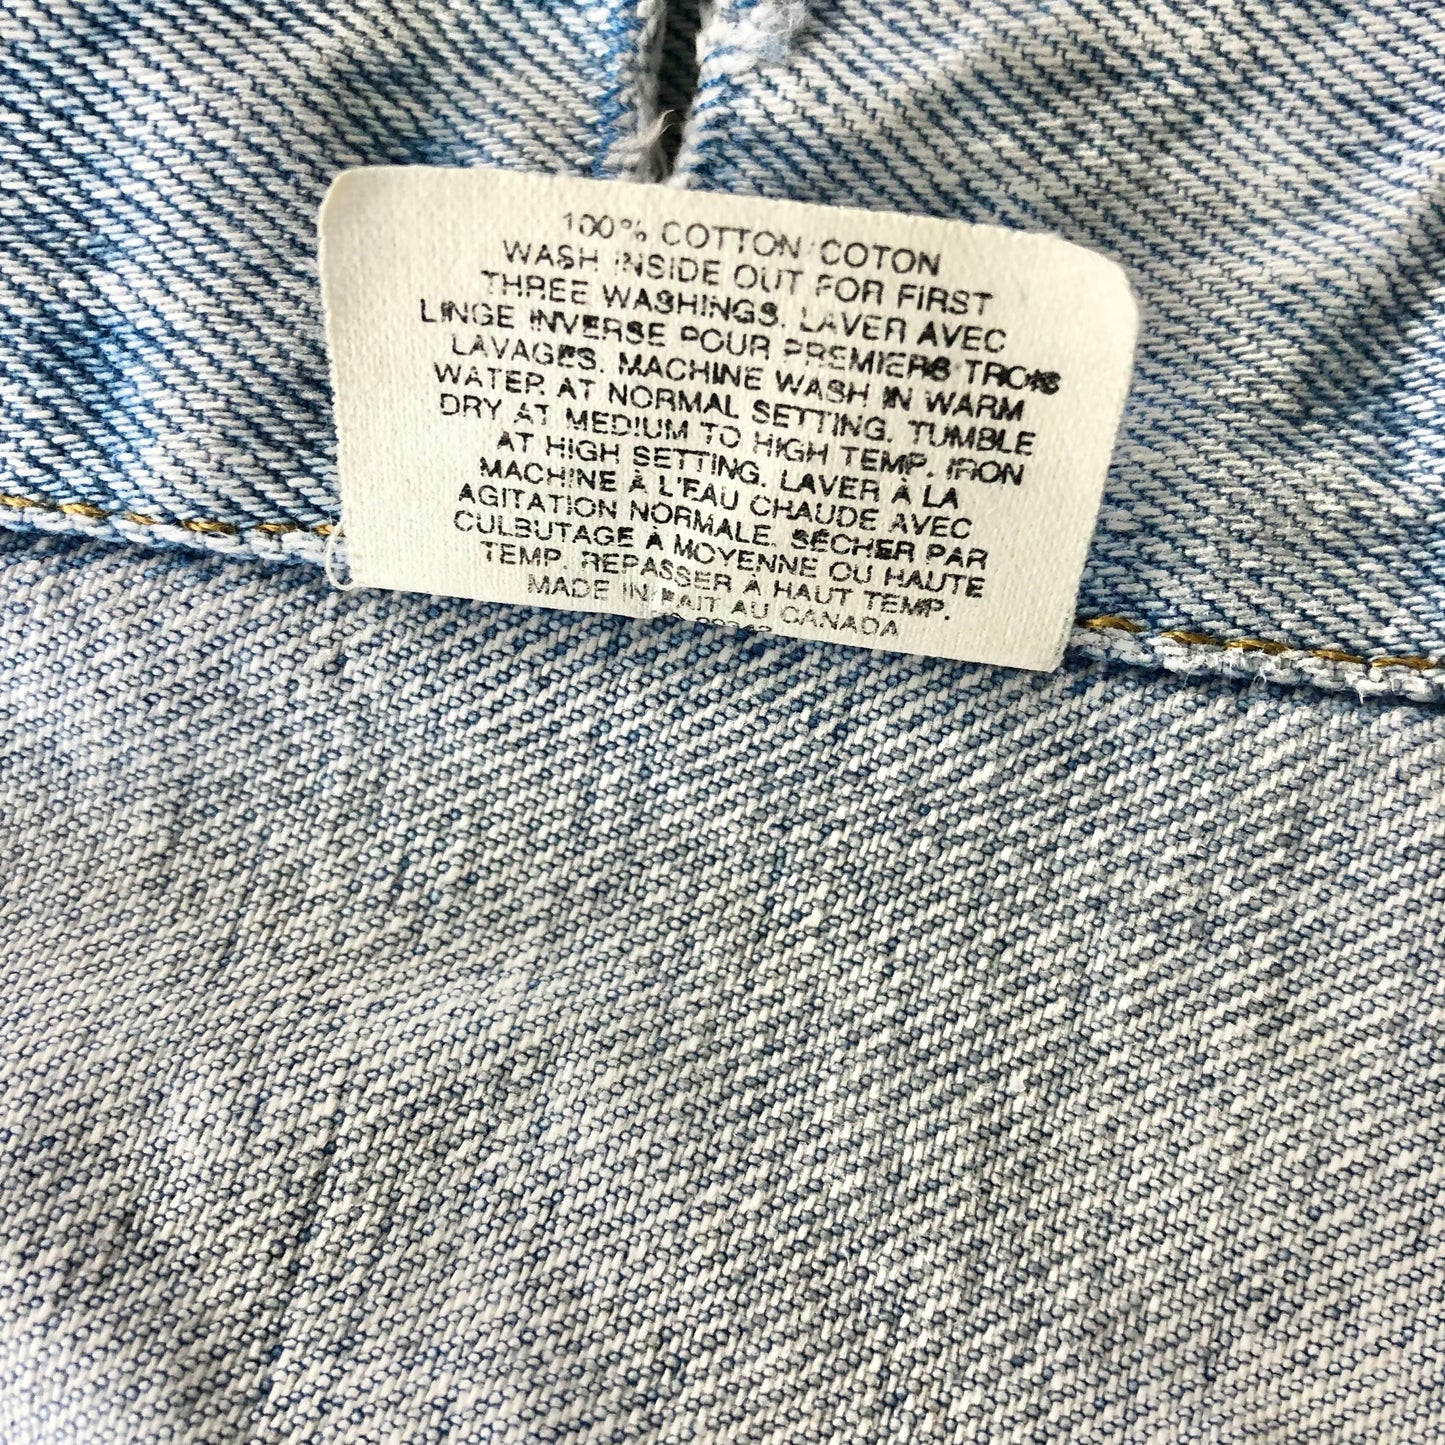 100% COTTON/COTON
WASH INSIDE OUT FOR FIRST
THREE WASHINGS. LAVER AVEC
LINGE INVERSE POUR PREMIERS TROIS
LAVAGES. MACHINE WASH IN WARM
WATER AT NORMAL SETTING. TUMBLE
DRY AT MEDIUM TO HIGH TEMP. IRON
AT HIGH SETTING. LAVER À LA
MACHINE À L'EAU CHAUDE AVEC
AGITATION NORMALE. SÉCHER PAR
CULBUTAGE À MOYENNE OU HAUTE
TEMP. REPASSER À HAUT TEMP.
MADE IN/FAIT AU CANADA